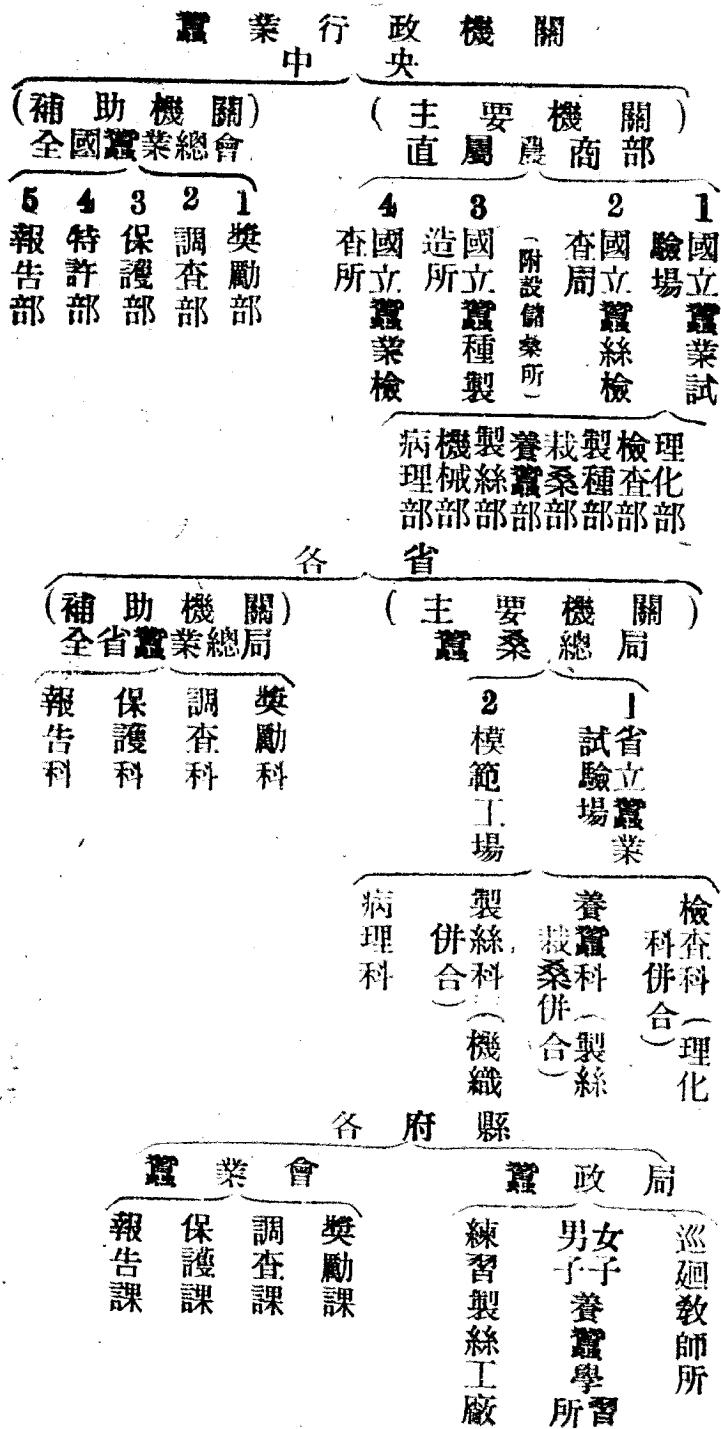 蠶業行政機關
中央
(主要機關)
直屬農商部
1國立蠶業試
驗場
2國立蠶絲檢
查局
(附設儲桑所)
3國立蠶種製
造所
4國立蠶業檢
查所
理化部
檢查部
製種部
栽桑部
養蠶部
製絲部
機械部
病理部
(補助機關)
全國蠶業總會
1獎勵部
2調查部
3保護部
4特許部
5報告部
各省
(主要機關)
蠶桑總局
1省立蠶業
試驗場
2模範工場
檢查科(理化
科併合)
養蠶科(製絲
栽桑併合)
製絲科(機織
併合)
病理科
(補助機關)
全省蠶業總局
獎勵科
調查科
保護科
報告科
各府縣
蠶政局
巡廻教師所
女子
男子
養蠶學習
所
練習製絲工廠
蠶業會
獎勵課
調查課
保護課
報告課